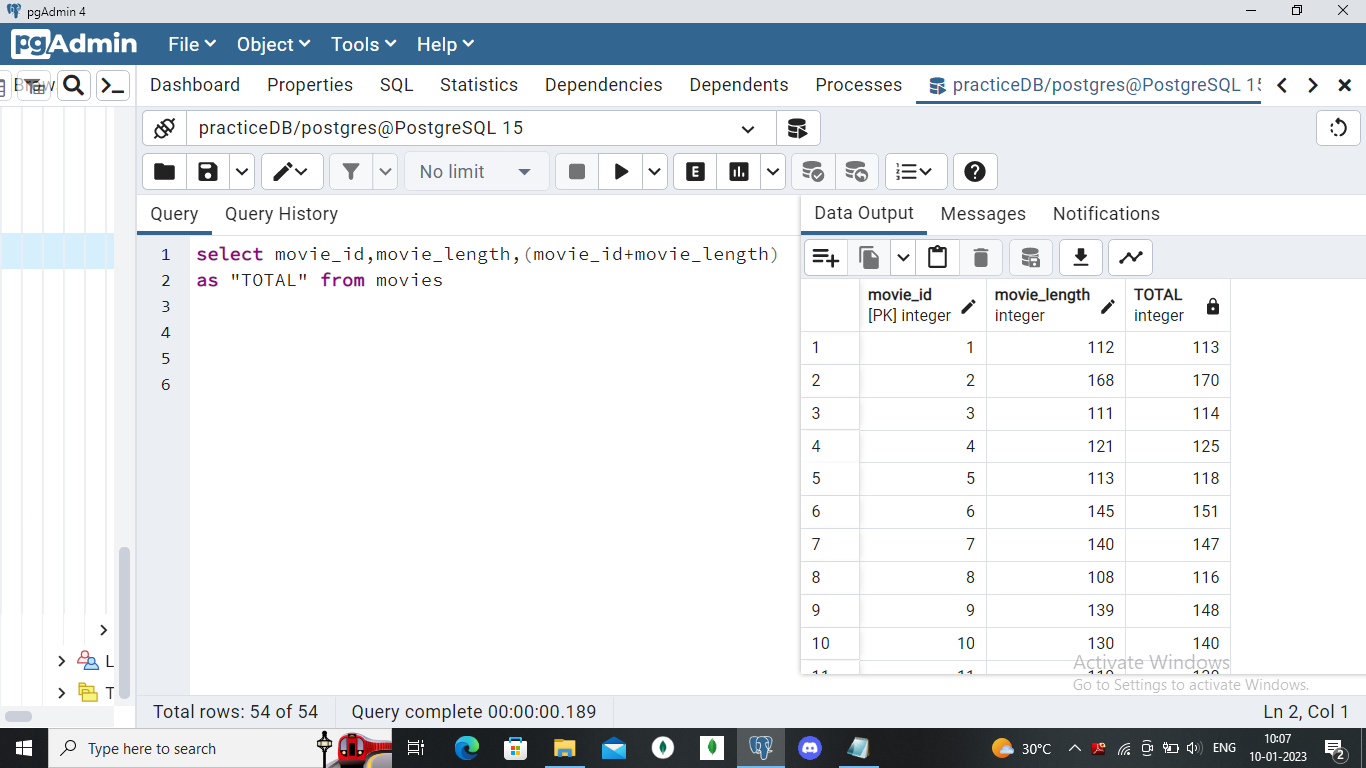 pgAdmin 4
pgAdmin File Object Tools Help
Dashboard Properties SQL Statistics Dependencies Dependents Processes practiceDB/postgres@PostgreSQL 15
practiceDB/postgres@PostgreSQL 15
No limit
Query Query History
1 select movie_id,movie_length,(movie_id+movie_length)
2 as "TOTAL" from movies
3
4
5
6
Data Output Messages Notifications
movie_id movie_length TOTAL
[PK] integer integer integer
1 1 112 113
2 2 168 170
3 3 111 114
4 4 121 125
5 5 113 118
6 6 145 151
7 7 140 147
8 8 108 116
9 9 139 148
10 10 130 140
L
T
Activate Windows
Go to Settings to activate Windows.
Total rows: 54 of 54 Query complete 00:00:00.189 Ln 2, Col 1
Type here to search 30°C ENG 10:07
10-01-2023 2